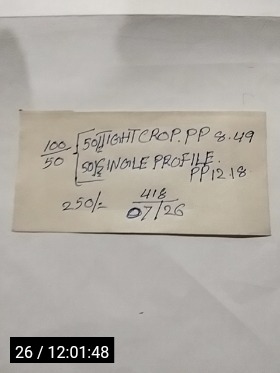 100/50 { 50% TIGHT CROP. PP 8.49
50% SINGLE PROFILE.
PP 12.18
250/- 418/07/26
26 / 12:01:48